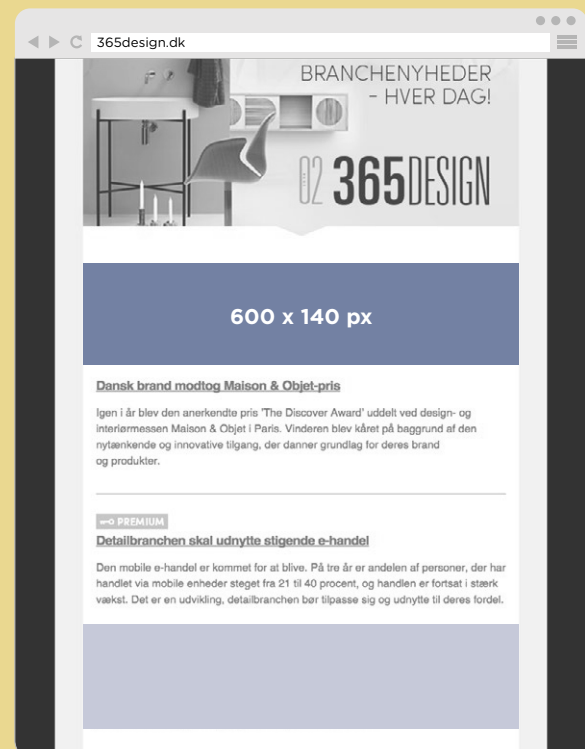 365design.dk
BRANCHENYHEDER
- HVER DAG!
02 365DESIGN
600 x 140 px
Dansk brand modtog Maison & Objet-pris
Igen i år blev den anerkendte pris 'The Discover Award' uddelt ved design- og
interiørmessen Maison & Objet i Paris. Vinderen blev kåret på baggrund af den
nytænkende og innovative tilgang, der danner grundlag for deres brand
og produkter.
PREMIUM
Detailbranchen skal udnytte stigende e-handel
Den mobile e-handel er kommet for at blive. På tre år er andelen af personer, der har
handlet via mobile enheder steget fra 21 til 40 procent, og handlen er fortsat i stærk
vækst. Det er en udvikling, detailbranchen bør tilpasse sig og udnytte til deres fordel.